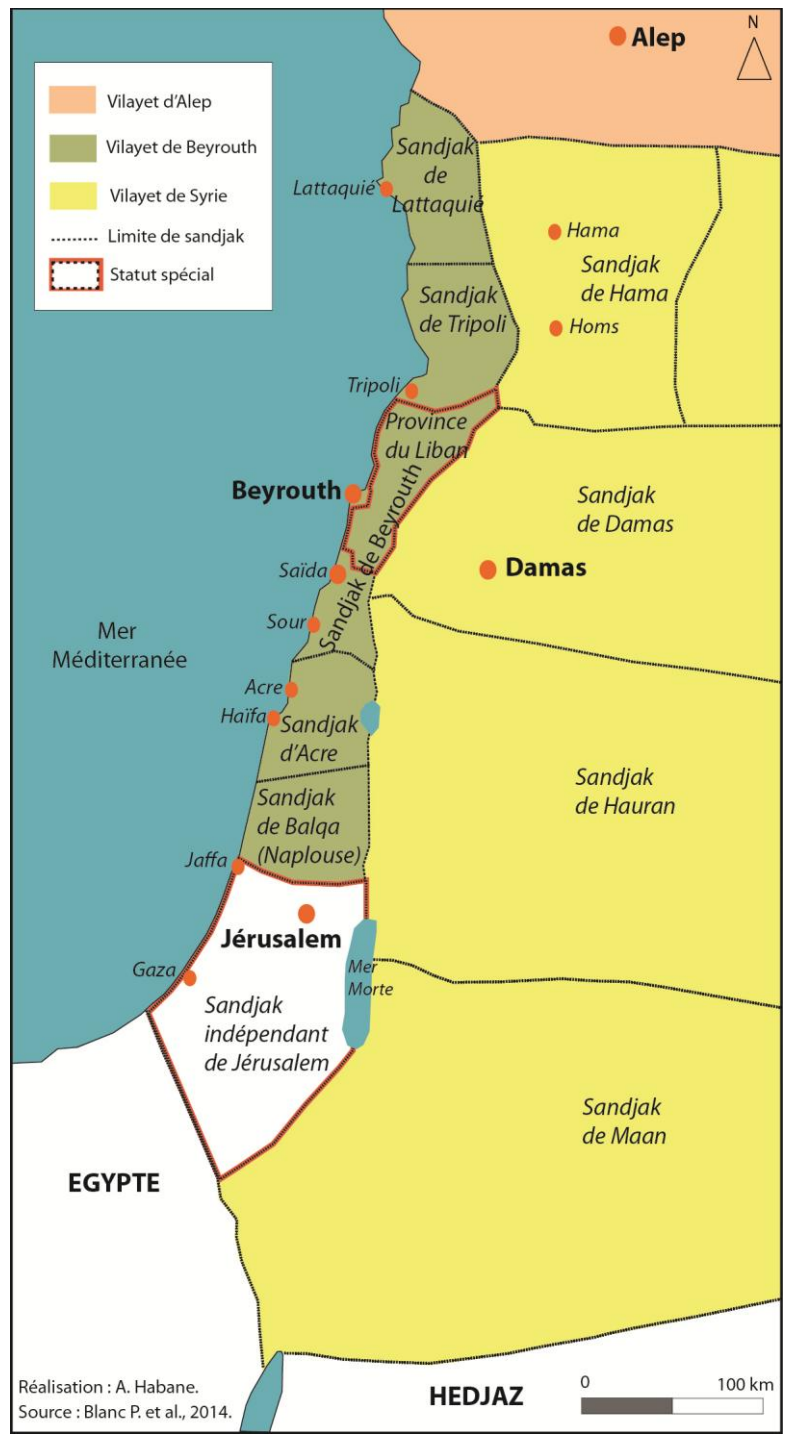 N
Alep
Vilayet d'Alep
Vilayet de Beyrouth
Vilayet de Syrie
Limite de sandjak
Statut spécial
Sandjak
de
Lattaquié
Lattaquié
Hama
Sandjak
de Hama
Homs
Sandjak
de Tripoli
Tripoli
Province
du Liban
Beyrouth
Sandjak de Beyrouth
Sandjak
de Damas
Damas
Saïda
Sour
Mer
Méditerranée
Acre
Haïfa
Sandjak
d'Acre
Sandjak
de Hauran
Sandjak
de Balqa
(Naplouse)
Jaffa
Jérusalem
Gaza
Mer
Morte
Sandjak
indépendant
de Jérusalem
Sandjak
de Maan
EGYPTE
HEDJAZ
Réalisation : A. Habane.
Source : Blanc P. et al., 2014.
0 100 km